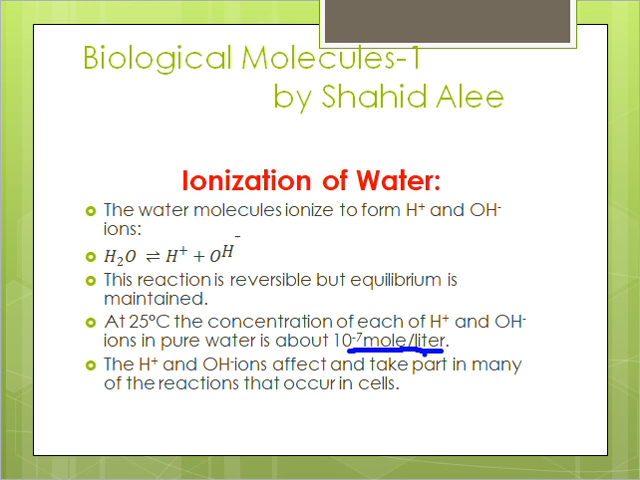 Biological Molecules-1
by Shahid Alee
Ionization of Water:
The water molecules ionize to form H⁺ and OH⁻
ions:
H₂O ⇌ H⁺ + OH⁻
This reaction is reversible but equilibrium is
maintained.
At 25°C the concentration of each of H⁺ and OH⁻
ions in pure water is about 10⁻⁷mole/liter.
The H⁺ and OH⁻ions affect and take part in many
of the reactions that occur in cells.